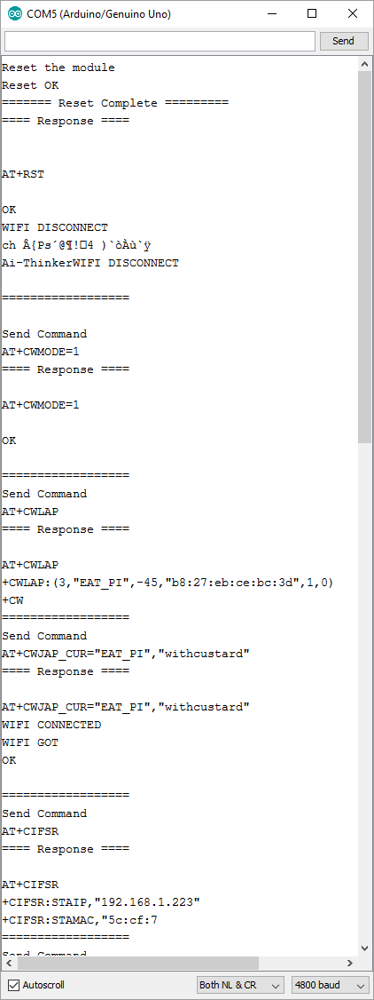 COM5 (Arduino/Genuino Uno)
Send
Reset the module
Reset OK
======= Reset Complete =========
==== Response ====
AT+RST
OK
WIFI DISCONNECT
ch Â{Ps´@¶!□4 )`òÀù`ÿ
Ai-ThinkerWIFI DISCONNECT
==================
Send Command
AT+CWMODE=1
==== Response ====
AT+CWMODE=1
OK
==================
Send Command
AT+CWLAP
==== Response ====
AT+CWLAP
+CWLAP:(3,"EAT_PI",-45,"b8:27:eb:ce:bc:3d",1,0)
+CW
==================
Send Command
AT+CWJAP_CUR="EAT_PI","withcustard"
==== Response ====
AT+CWJAP_CUR="EAT_PI","withcustard"
WIFI CONNECTED
WIFI GOT
OK
==================
Send Command
AT+CIFSR
==== Response ====
AT+CIFSR
+CIFSR:STAIP,"192.168.1.223"
+CIFSR:STAMAC,"5c:cf:7
==================
Send Command
Autoscroll
Both NL & CR
4800 baud